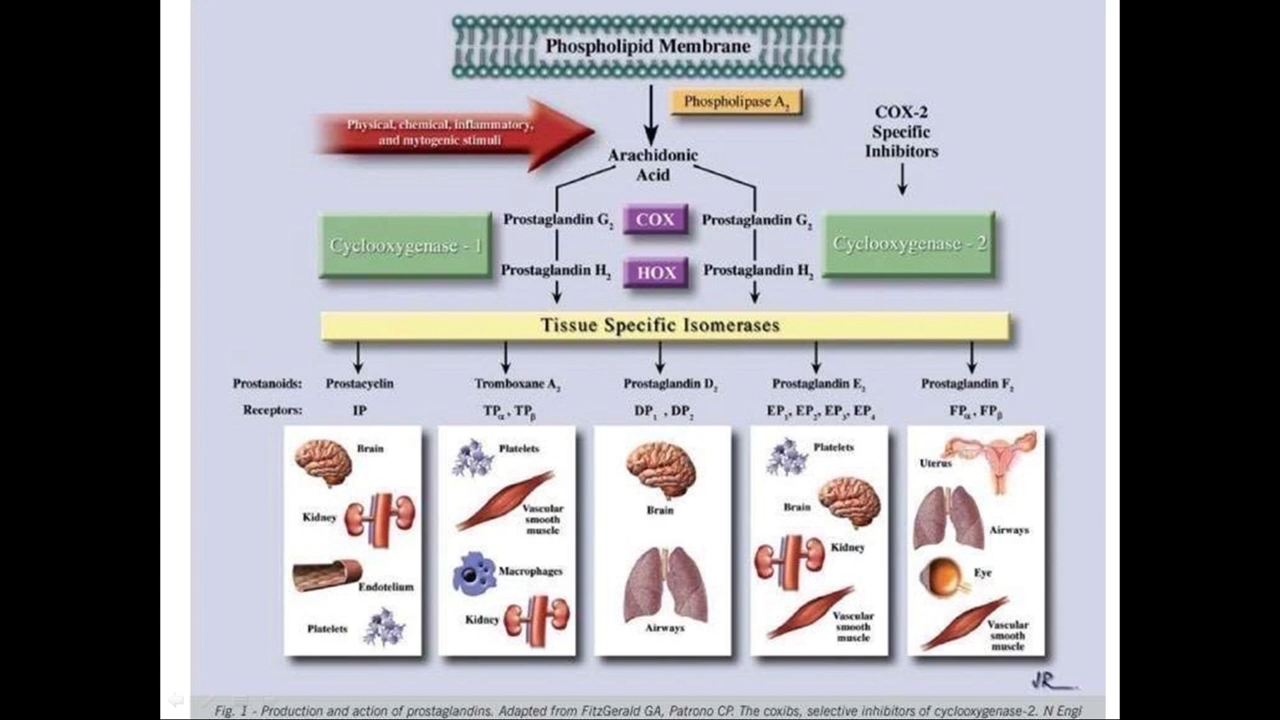 Phospholipid Membrane
Phospholipase A₂
Physical, chemical, inflammatory,
and mytogenic stimuli
COX-2
Specific
Inhibitors
Arachidonic
Acid
Cyclooxygenase - 1
Prostaglandin G₂
COX
Prostaglandin G₂
Cyclooxygenase - 2
Prostaglandin H₂
HOX
Prostaglandin H₂
Tissue Specific Isomerases
Prostanoids: Prostacyelin Tromboxane A₂ Prostaglandin D₂ Prostaglandin E₂ Prostaglandin F₂
Receptors: IP TPα, TPβ DP₁, DP₂ EP₁, EP₂, EP₃, EP₄ FPα, FPβ
Brain
Kidney
Endotelium
Platelets
Platelets
Vascular
smooth
muscle
Macrophages
Kidney
Brain
Airways
Platelets
Brain
Kidney
Vascular
smooth
muscle
Uterus
Airways
Eye
Vascular
smooth
muscle
JR
Fig. 1 - Production and action of prostaglandins. Adapted from FitzGerald GA, Patrono CP. The coxibs, selective inhibitors of cyclooxygenase-2. N Engl